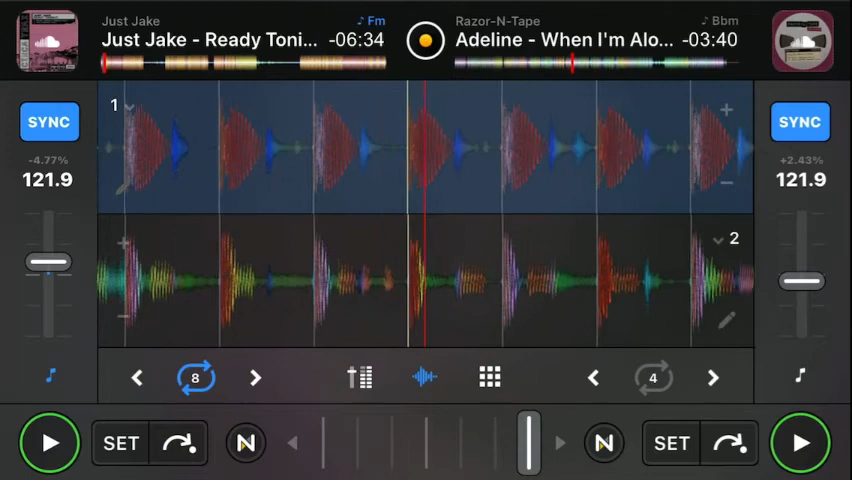 Just Jake
♪ Fm
Just Jake - Ready Toni... -06:34
Razor-N-Tape
♪ Bbm
Adeline - When I'm Alo... -03:40
1
SYNC
-4.77%
121.9
SYNC
+2.43%
121.9
2
8
4
SET
N
N
SET